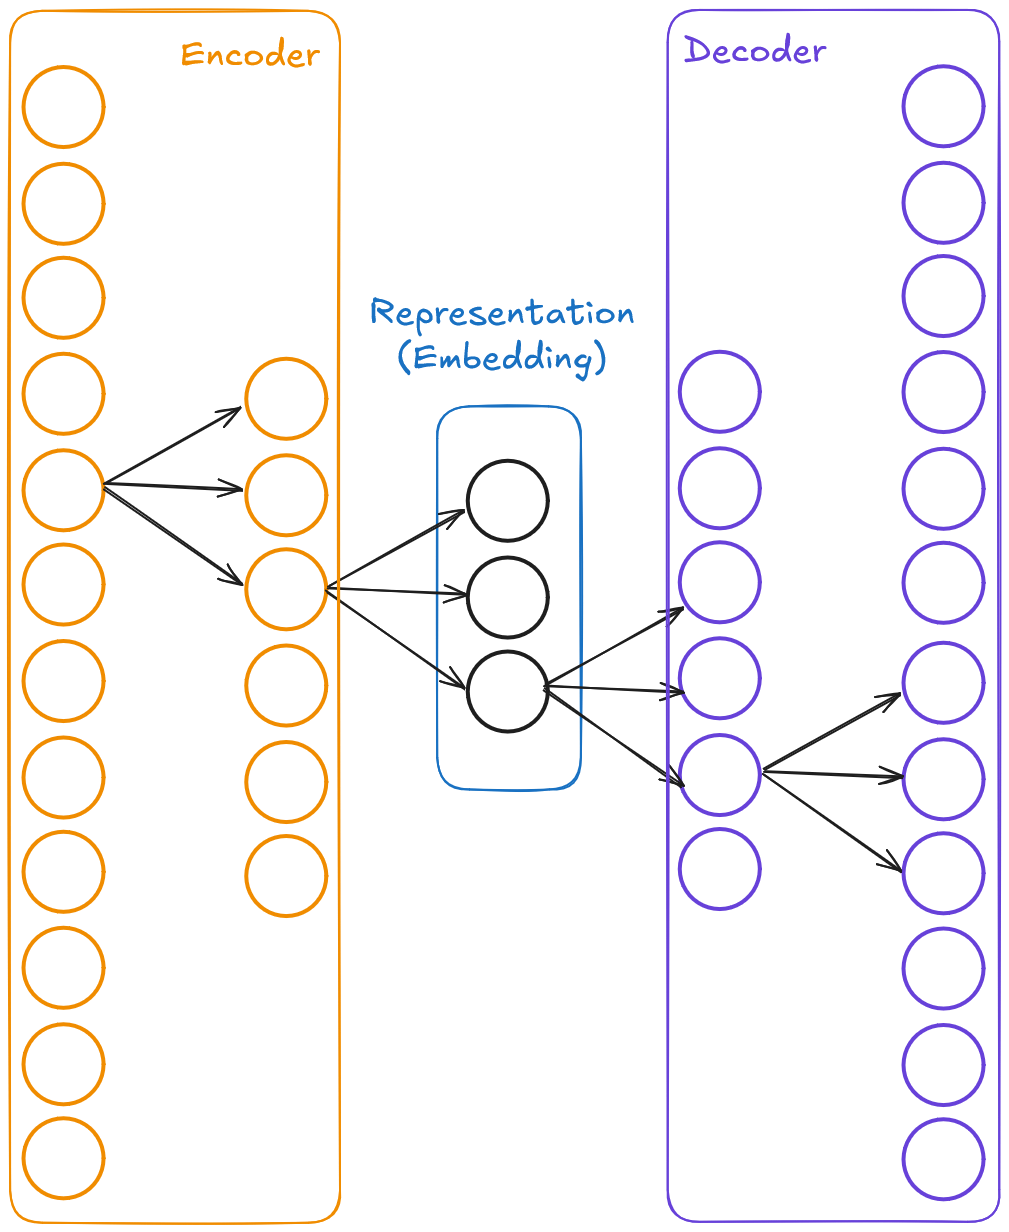 Encoder
Decoder
Representation
(Embedding)